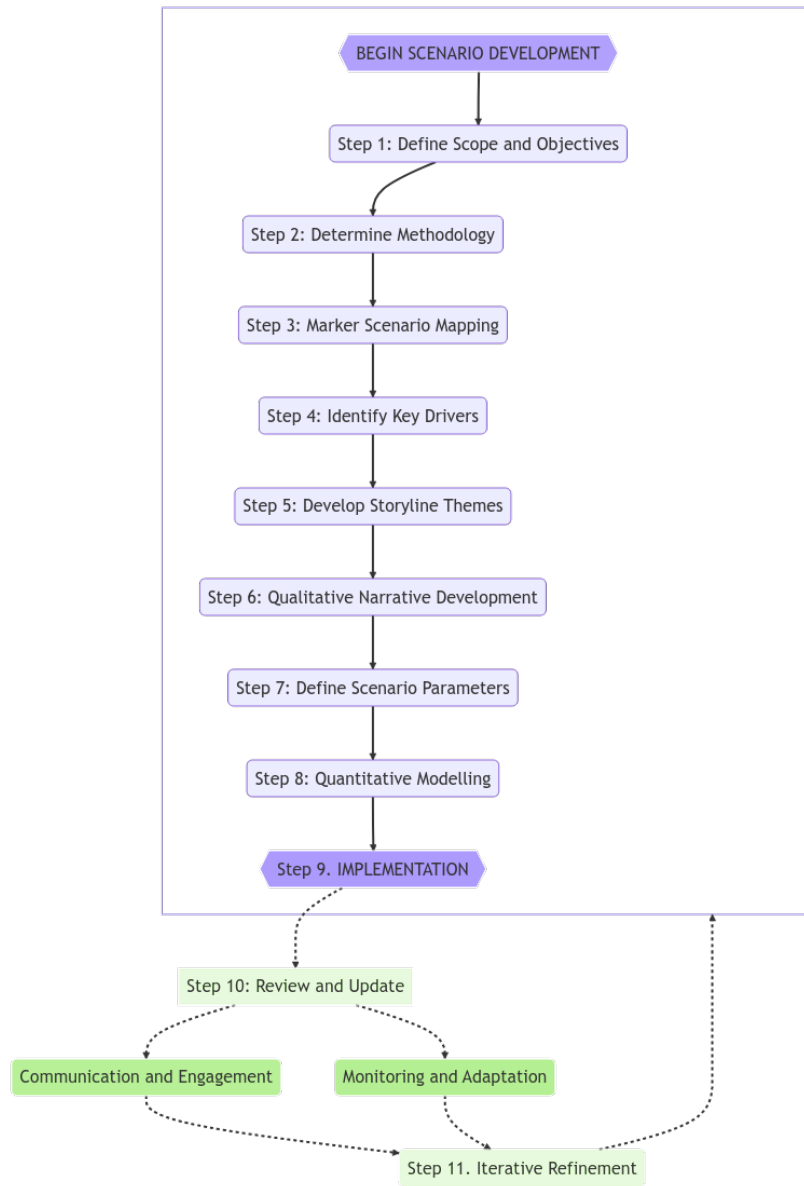 BEGIN SCENARIO DEVELOPMENT
Step 1: Define Scope and Objectives
Step 2: Determine Methodology
Step 3: Marker Scenario Mapping
Step 4: Identify Key Drivers
Step 5: Develop Storyline Themes
Step 6: Qualitative Narrative Development
Step 7: Define Scenario Parameters
Step 8: Quantitative Modelling
Step 9. IMPLEMENTATION
Step 10: Review and Update
Communication and Engagement
Monitoring and Adaptation
Step 11. Iterative Refinement